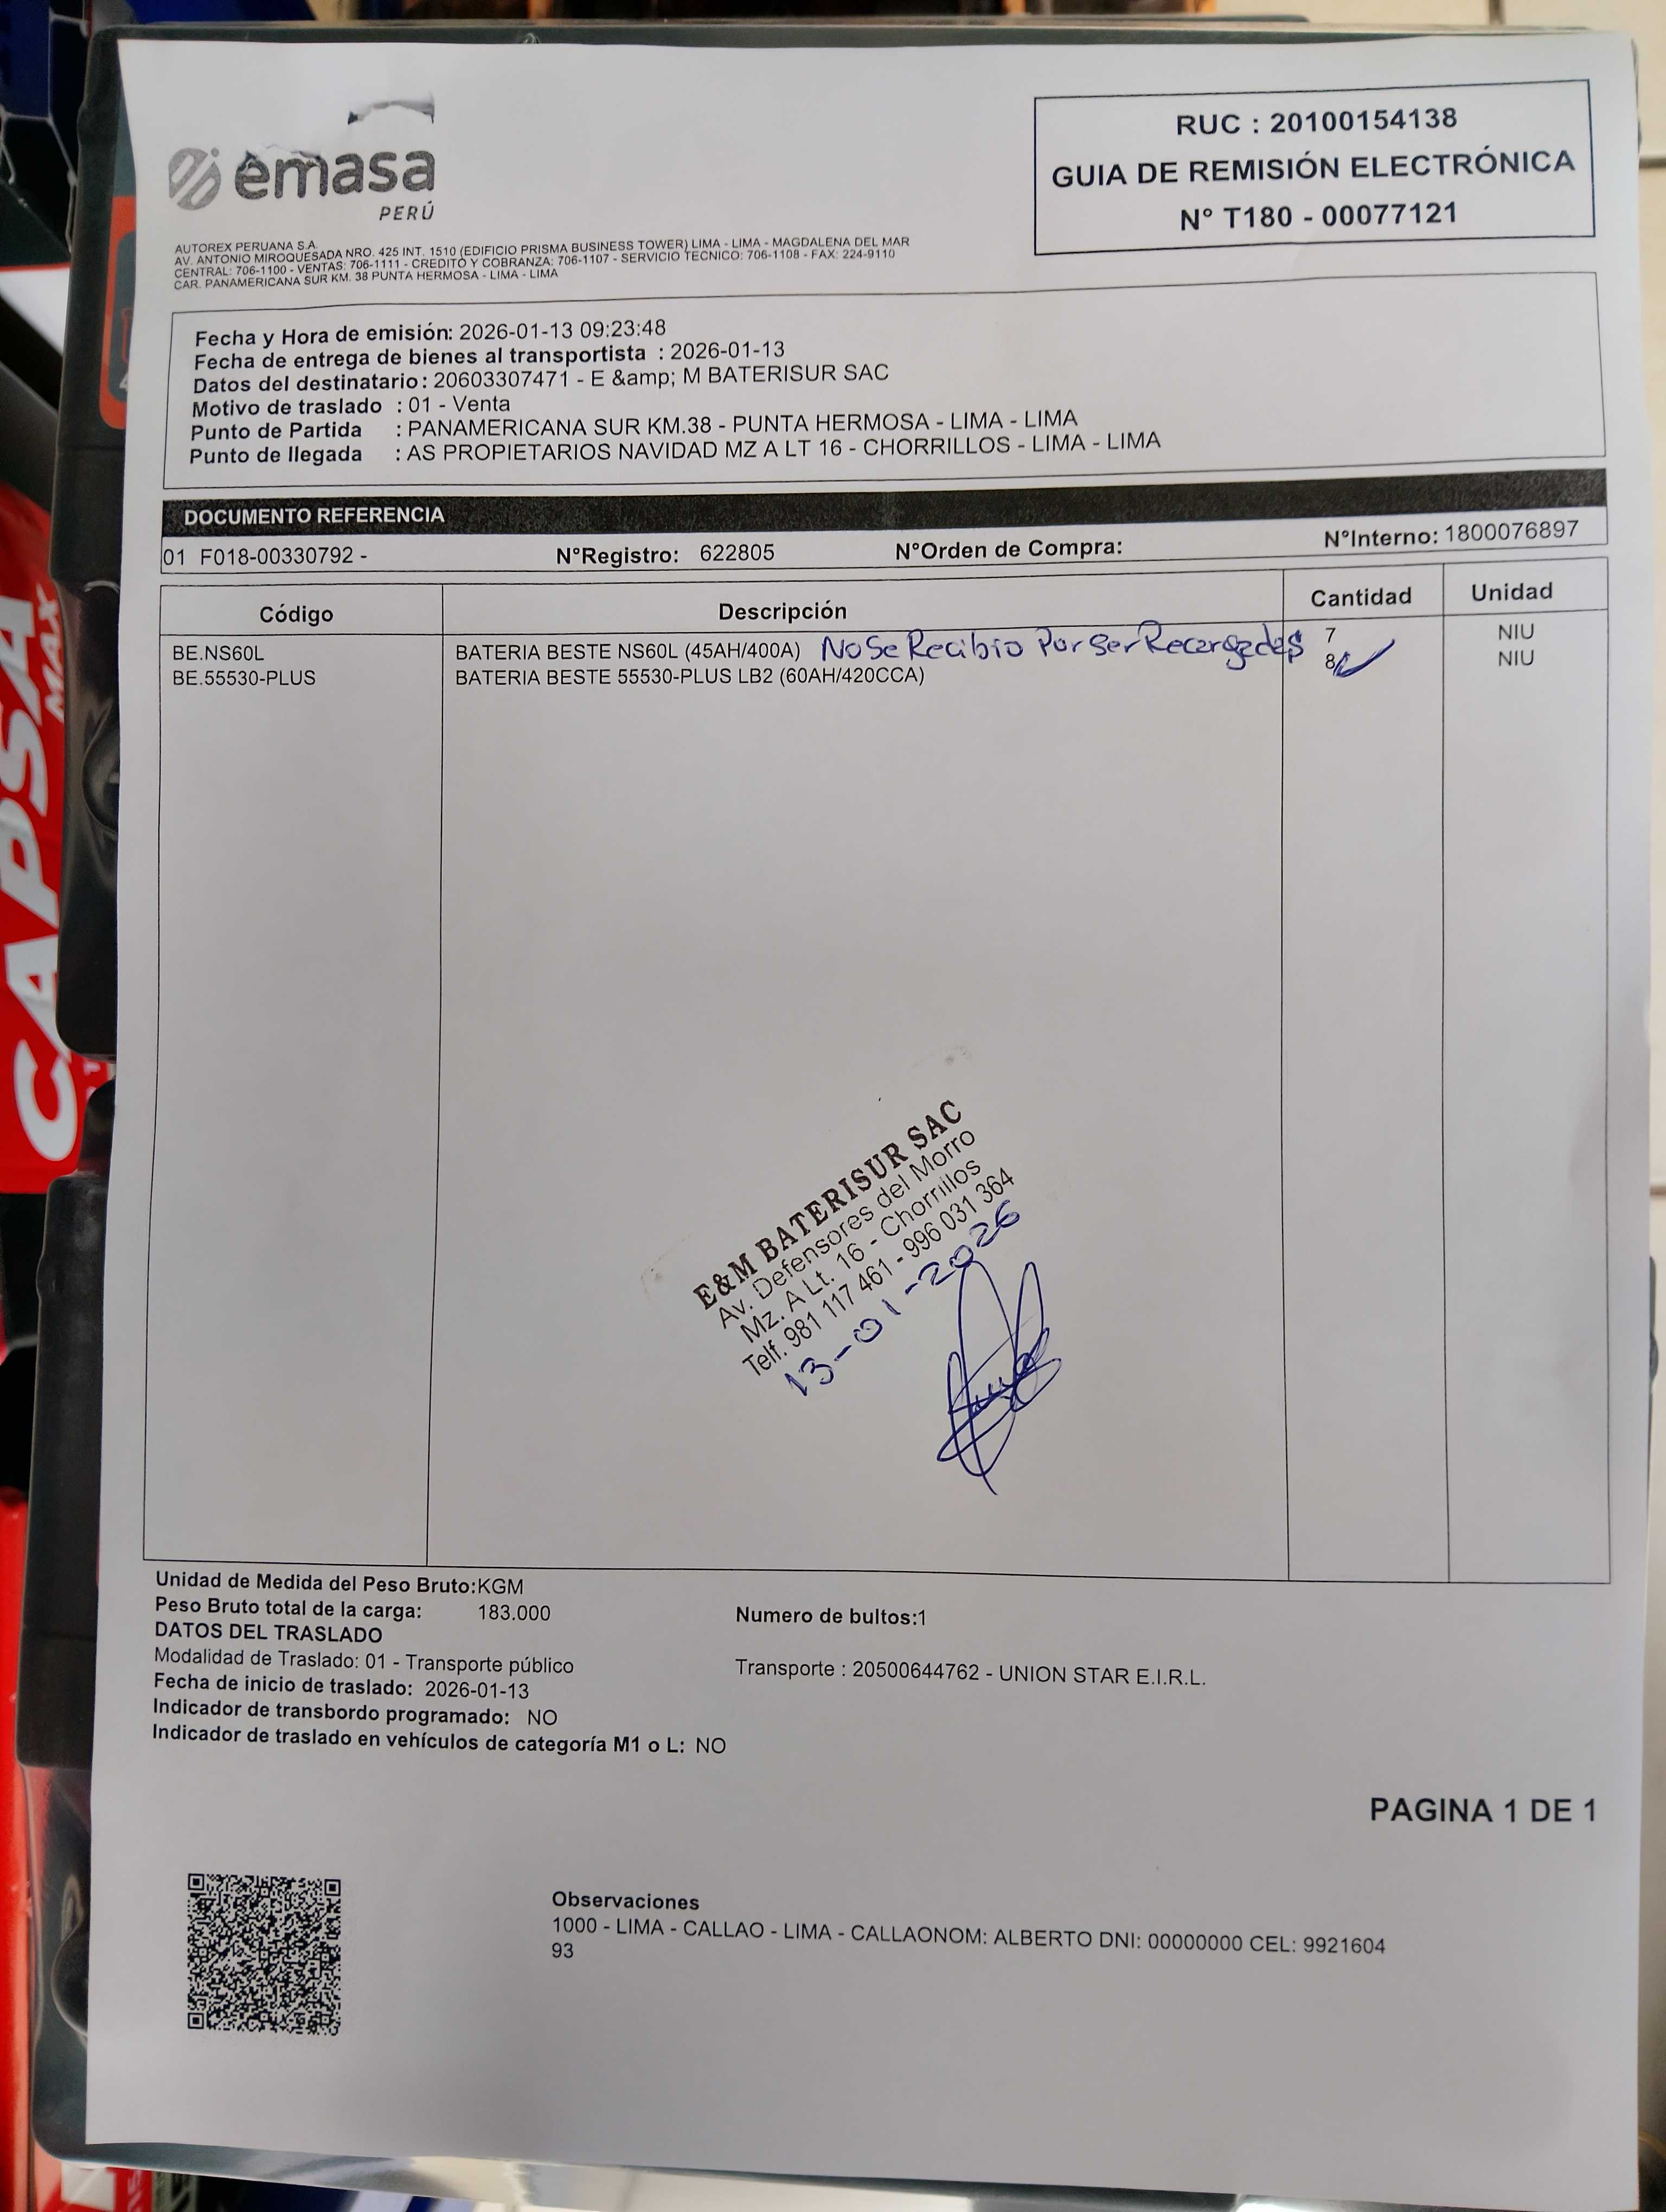 emasa
PERÚ
RUC : 20100154138
GUIA DE REMISIÓN ELECTRÓNICA
N° T180 - 00077121
AUTOREX PERUANA S.A.
AV. ANTONIO MIROQUESADA NRO. 425 INT. 1510 (EDIFICIO PRISMA BUSINESS TOWER) LIMA - LIMA - MAGDALENA DEL MAR
CENTRAL: 706-1100 - VENTAS: 706-1111 - CREDITO Y COBRANZA: 706-1107 - SERVICIO TECNICO: 706-1108 - FAX: 224-9110
CAR. PANAMERICANA SUR KM. 38 PUNTA HERMOSA - LIMA - LIMA
Fecha y Hora de emisión: 2026-01-13 09:23:48
Fecha de entrega de bienes al transportista : 2026-01-13
Datos del destinatario: 20603307471 - E &amp; M BATERISUR SAC
Motivo de traslado : 01 - Venta
Punto de Partida : PANAMERICANA SUR KM.38 - PUNTA HERMOSA - LIMA - LIMA
Punto de llegada : AS PROPIETARIOS NAVIDAD MZ A LT 16 - CHORRILLOS - LIMA - LIMA
DOCUMENTO REFERENCIA
01 F018-00330792 - N°Registro: 622805 N°Orden de Compra: N°Interno: 1800076897
Código Descripción Cantidad Unidad
BE.NS60L BATERIA BESTE NS60L (45AH/400A) No Se Recibio Por Ser Recargadas 7 NIU
BE.55530-PLUS BATERIA BESTE 55530-PLUS LB2 (60AH/420CCA) 8 NIU
E&M BATERISUR SAC
Av. Defensores del Morro
Mz. A Lt. 16 - Chorrillos
Telf. 981 117 461 - 996 031 364
13-01-2026
Unidad de Medida del Peso Bruto:KGM
Peso Bruto total de la carga: 183.000 Numero de bultos:1
DATOS DEL TRASLADO
Modalidad de Traslado: 01 - Transporte público Transporte : 20500644762 - UNION STAR E.I.R.L.
Fecha de inicio de traslado: 2026-01-13
Indicador de transbordo programado: NO
Indicador de traslado en vehículos de categoría M1 o L: NO
PAGINA 1 DE 1
Observaciones
1000 - LIMA - CALLAO - LIMA - CALLAONOM: ALBERTO DNI: 00000000 CEL: 9921604
93
CAPSA
MAX